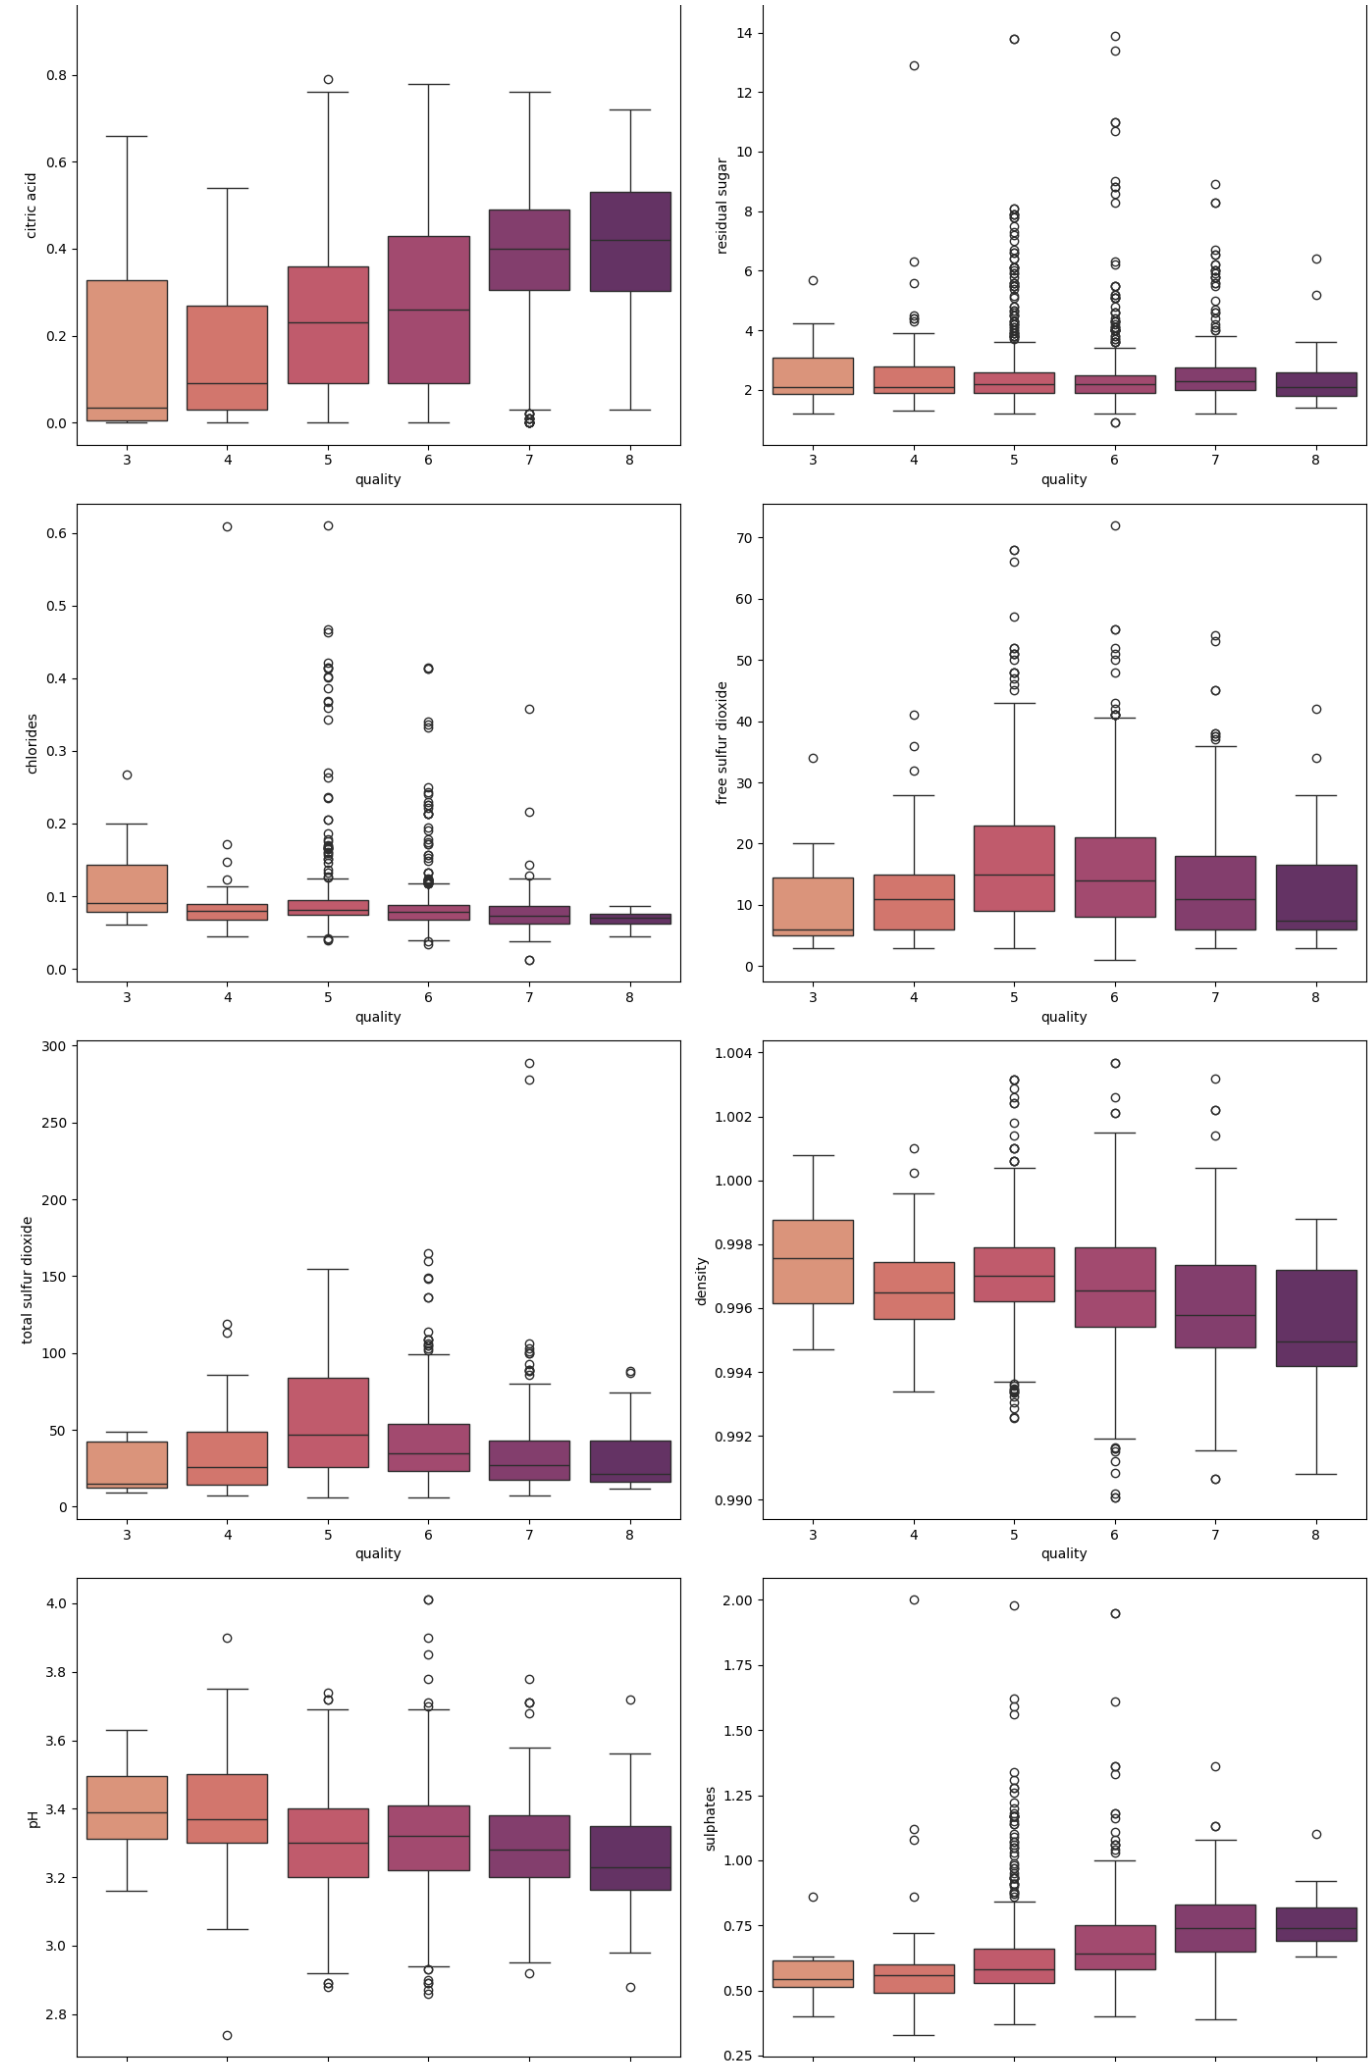 citric acid
0.8
0.6
0.4
0.2
0.0
3 4 5 6 7 8
quality
residual sugar
14
12
10
8
6
4
2
3 4 5 6 7 8
quality
chlorides
0.6
0.5
0.4
0.3
0.2
0.1
0.0
3 4 5 6 7 8
quality
free sulfur dioxide
70
60
50
40
30
20
10
0
3 4 5 6 7 8
quality
total sulfur dioxide
300
250
200
150
100
50
0
3 4 5 6 7 8
quality
density
1.004
1.002
1.000
0.998
0.996
0.994
0.992
0.990
3 4 5 6 7 8
quality
pH
4.0
3.8
3.6
3.4
3.2
3.0
2.8
sulphates
2.00
1.75
1.50
1.25
1.00
0.75
0.50
0.25